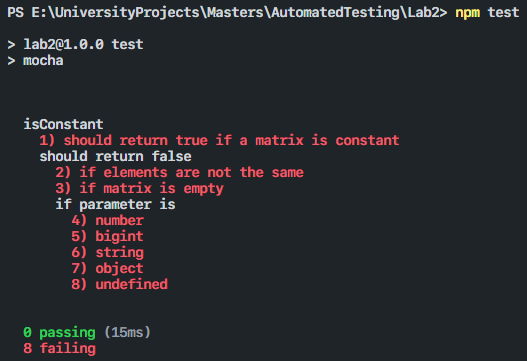 PS E:\UniversityProjects\Masters\AutomatedTesting\Lab2> npm test
> lab2@1.0.0 test
> mocha
isConstant
1) should return true if a matrix is constant
should return false
2) if elements are not the same
3) if matrix is empty
if parameter is
4) number
5) bigint
6) string
7) object
8) undefined
0 passing (15ms)
8 failing